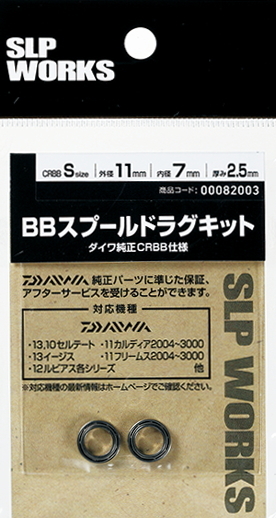 SLP
WORKS
CRBB S size 外径11mm 内径7mm 厚み2.5mm
商品コード:00082003
BBスプールドラグキット
ダイワ純正CRBB仕様
DAIWA 純正パーツに準じた保証、
アフターサービスを受けることができます。
対応機種
DAIWA
・13,10セルテート ・11カルディア2004~3000
・13イージス ・11フリームス2004~3000
・12ルビアス各シリーズ 他
※対応機種の最新情報はホームページでご確認ください。
SLP WORKS